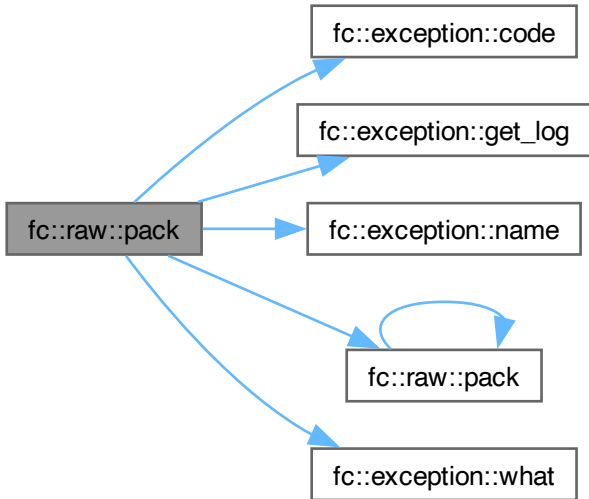 fc::exception::code
fc::exception::get_log
fc::raw::pack
fc::exception::name
fc::raw::pack
fc::exception::what